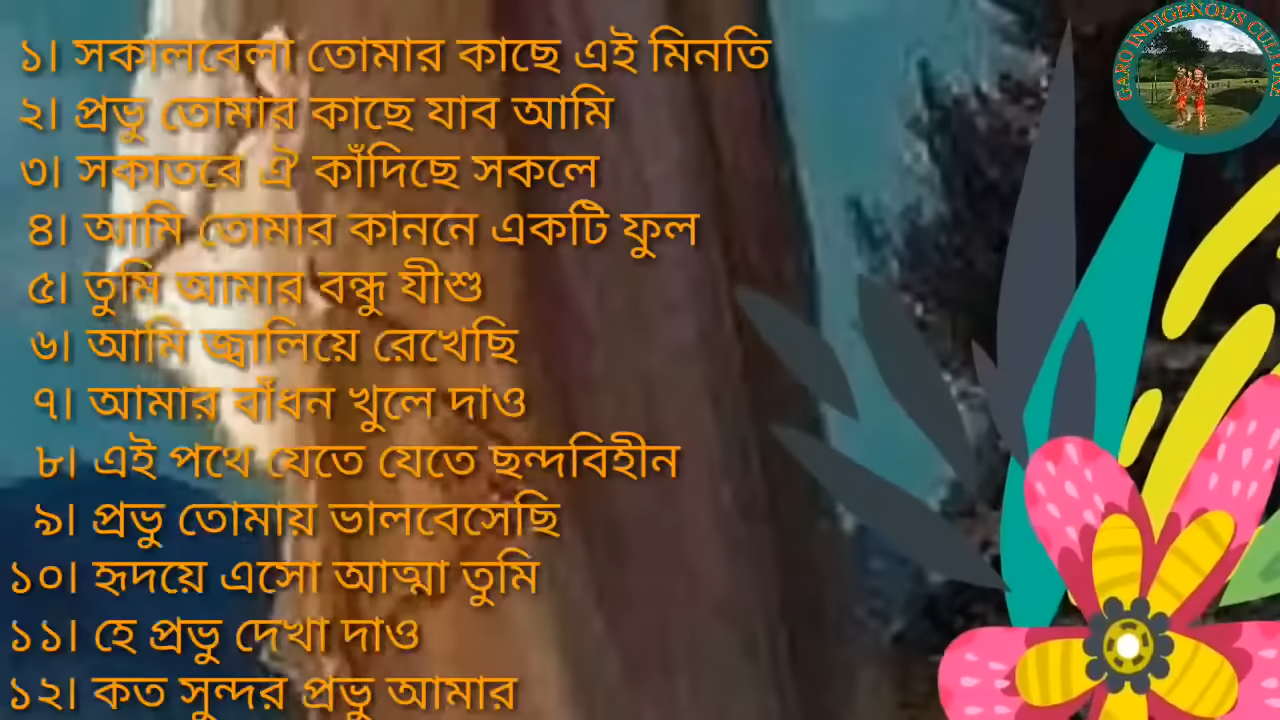 ১। সকালবেলা তোমার কাছে এই মিনতি
২। প্রভু তোমার কাছে যাব আমি
৩। সকাতরে ঐ কাঁদিছে সকলে
৪। আমি তোমার কাননে একটি ফুল
৫। তুমি আমার বন্ধু যীশু
৬। আমি জ্বালিয়ে রেখেছি
৭। আমার বাঁধন খুলে দাও
৮। এই পথে যেতে যেতে ছন্দবিহীন
৯। প্রভু তোমায় ভালবেসেছি
১০। হৃদয়ে এসো আত্মা তুমি
১১। হে প্রভু দেখা দাও
১২। কত সুন্দর প্রভু আমার
GARO INDIGENOUS CULTURE